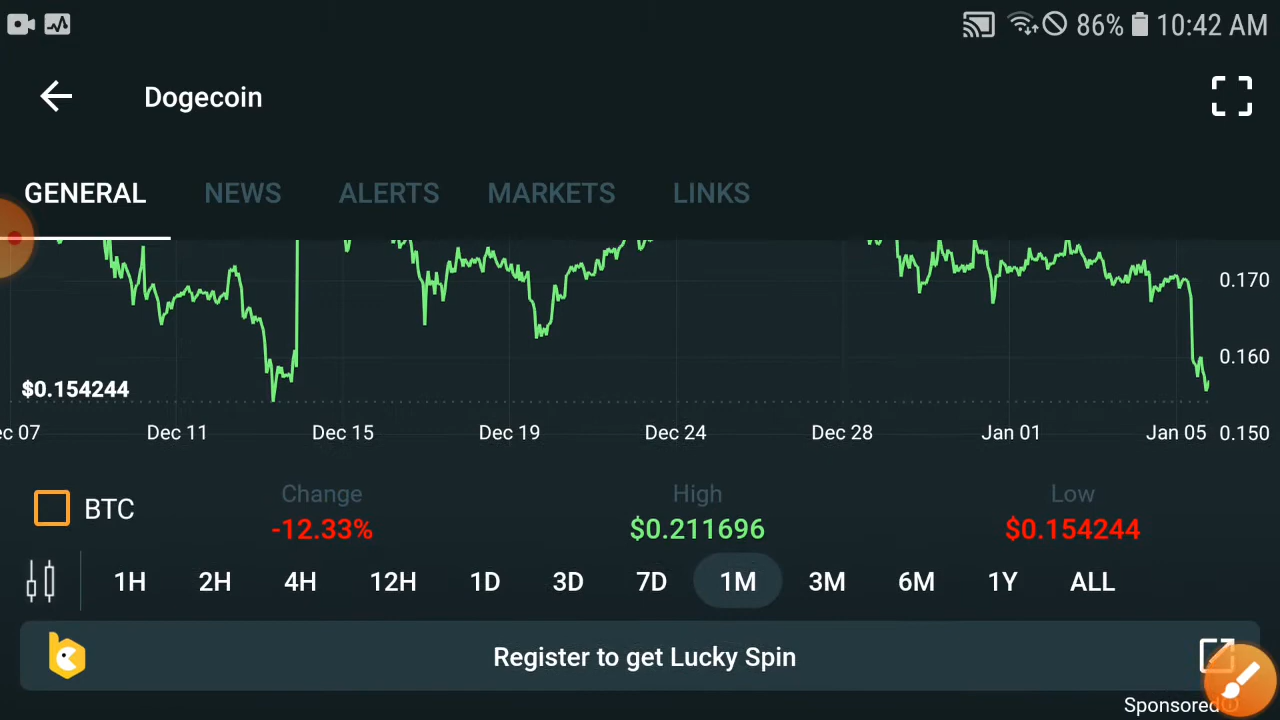 86% 10:42 AM
Dogecoin
GENERAL NEWS ALERTS MARKETS LINKS
0.170
0.160
$0.154244
ec 07 Dec 11 Dec 15 Dec 19 Dec 24 Dec 28 Jan 01 Jan 05 0.150
BTC
Change High Low
-12.33% $0.211696 $0.154244
1H 2H 4H 12H 1D 3D 7D 1M 3M 6M 1Y ALL
Register to get Lucky Spin
Sponsored